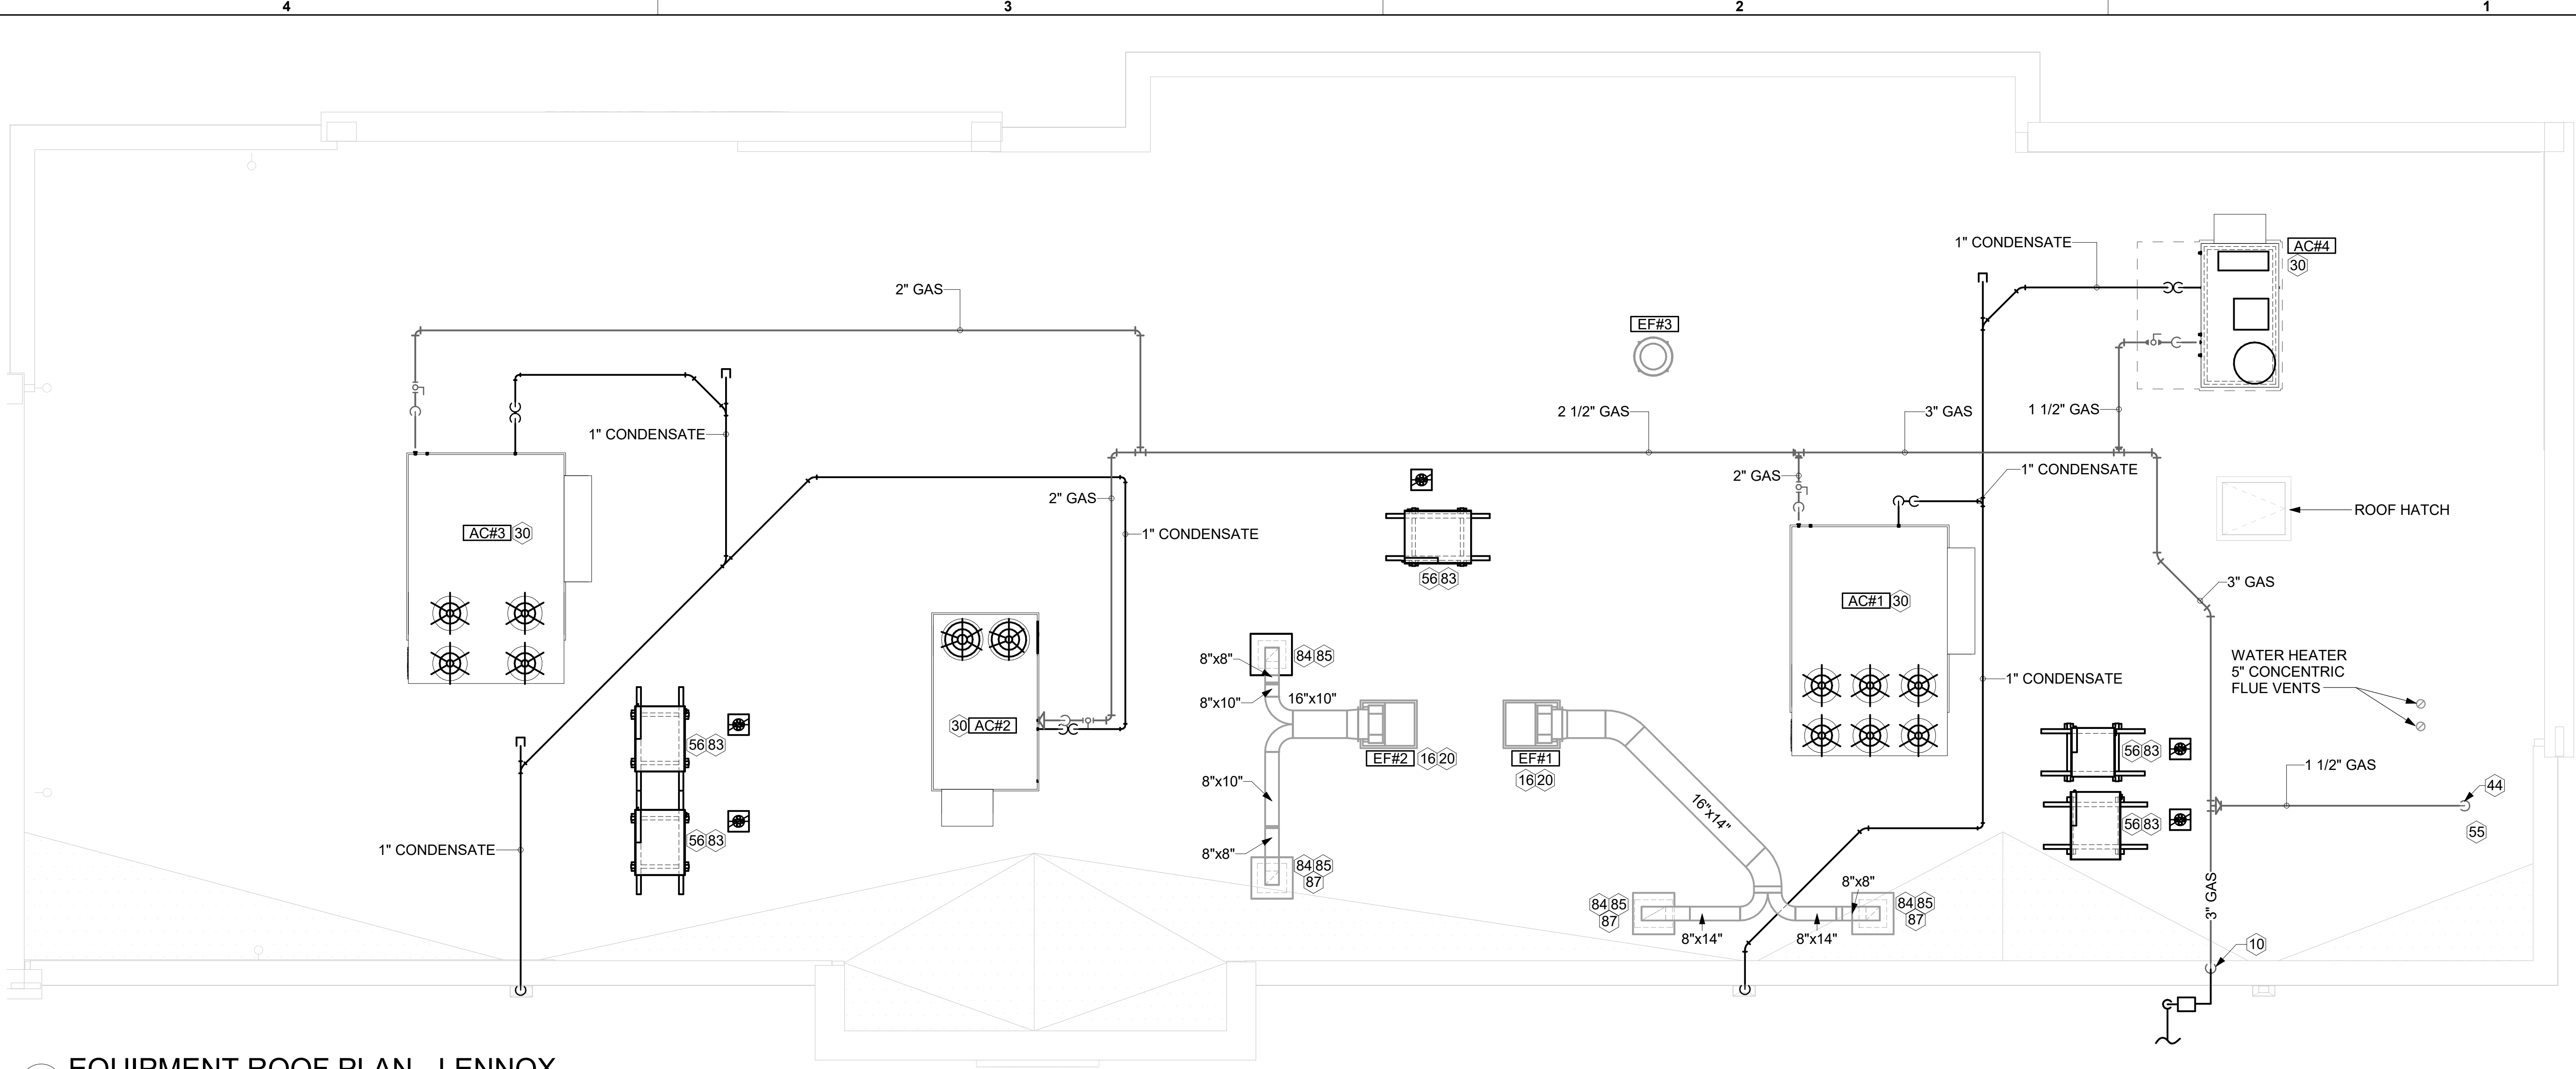 4
3
2
1
1" CONDENSATE
AC#4
30
2" GAS
EF#3
2 1/2" GAS
3" GAS
1 1/2" GAS
1" CONDENSATE
1" CONDENSATE
2" GAS
2" GAS
ROOF HATCH
AC#3 30
1" CONDENSATE
56 83
3" GAS
AC#1 30
8"x8"
84 85
WATER HEATER
5" CONCENTRIC
FLUE VENTS
1" CONDENSATE
8"x10"
16"x10"
30 AC#2
56 83
EF#2 16 20
EF#1
16 20
56 83
1 1/2" GAS
8"x10"
44
16"x14"
56 83
56 83
55
1" CONDENSATE
8"x8"
84 85
87
8"x8"
84 85
87
84 85
87
3" GAS
8"x14"
8"x14"
10
EQUIPMENT ROOF PLAN - LENNOX